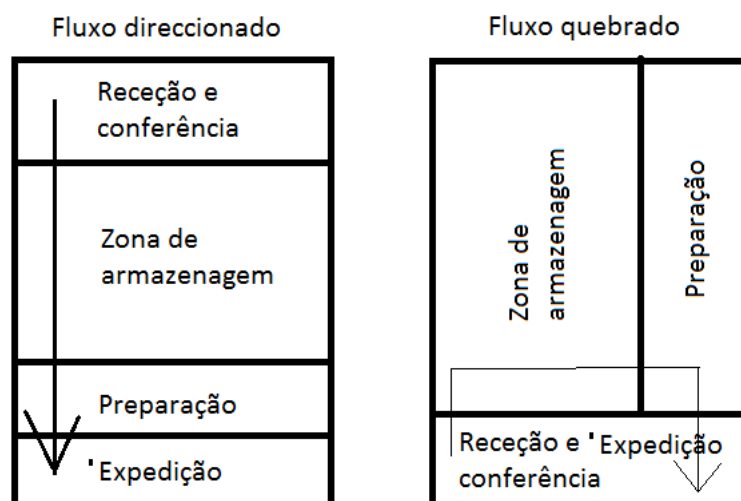 Fluxo direccionado
Receção e
conferência
Zona de
armazenagem
Preparação
'Expedição
Fluxo quebrado
Zona de
armazenagem
Preparação
Receção e 'Expedição
conferência